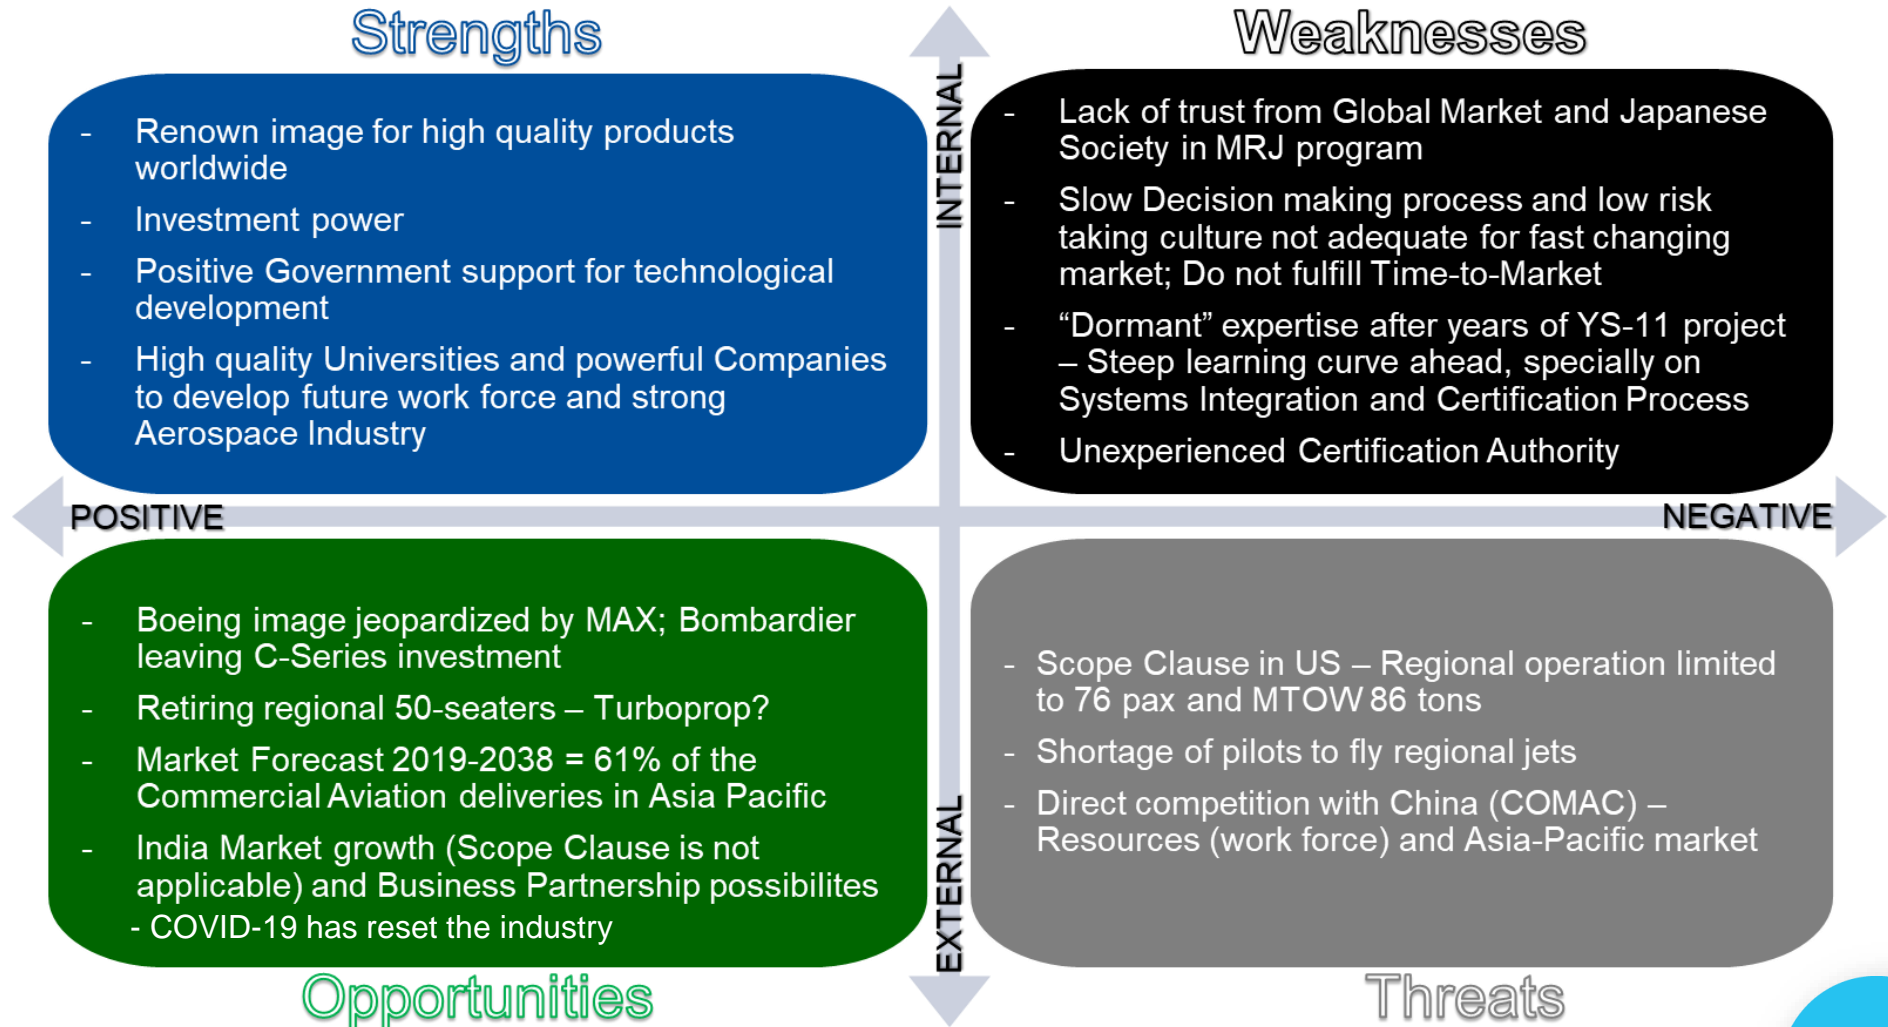 Strengths
- Renown image for high quality products
worldwide
- Investment power
- Positive Government support for technological
development
- High quality Universities and powerful Companies
to develop future work force and strong
Aerospace Industry
INTERNAL
Weaknesses
- Lack of trust from Global Market and Japanese
Society in MRJ program
- Slow Decision making process and low risk
taking culture not adequate for fast changing
market; Do not fulfill Time-to-Market
- “Dormant” expertise after years of YS-11 project
– Steep learning curve ahead, specially on
Systems Integration and Certification Process
- Unexperienced Certification Authority
POSITIVE
NEGATIVE
- Boeing image jeopardized by MAX; Bombardier
leaving C-Series investment
- Retiring regional 50-seaters – Turboprop?
- Market Forecast 2019-2038 = 61% of the
Commercial Aviation deliveries in Asia Pacific
- India Market growth (Scope Clause is not
applicable) and Business Partnership possibilites
- COVID-19 has reset the industry
Opportunities
EXTERNAL
- Scope Clause in US – Regional operation limited
to 76 pax and MTOW 86 tons
- Shortage of pilots to fly regional jets
- Direct competition with China (COMAC) –
Resources (work force) and Asia-Pacific market
Threats